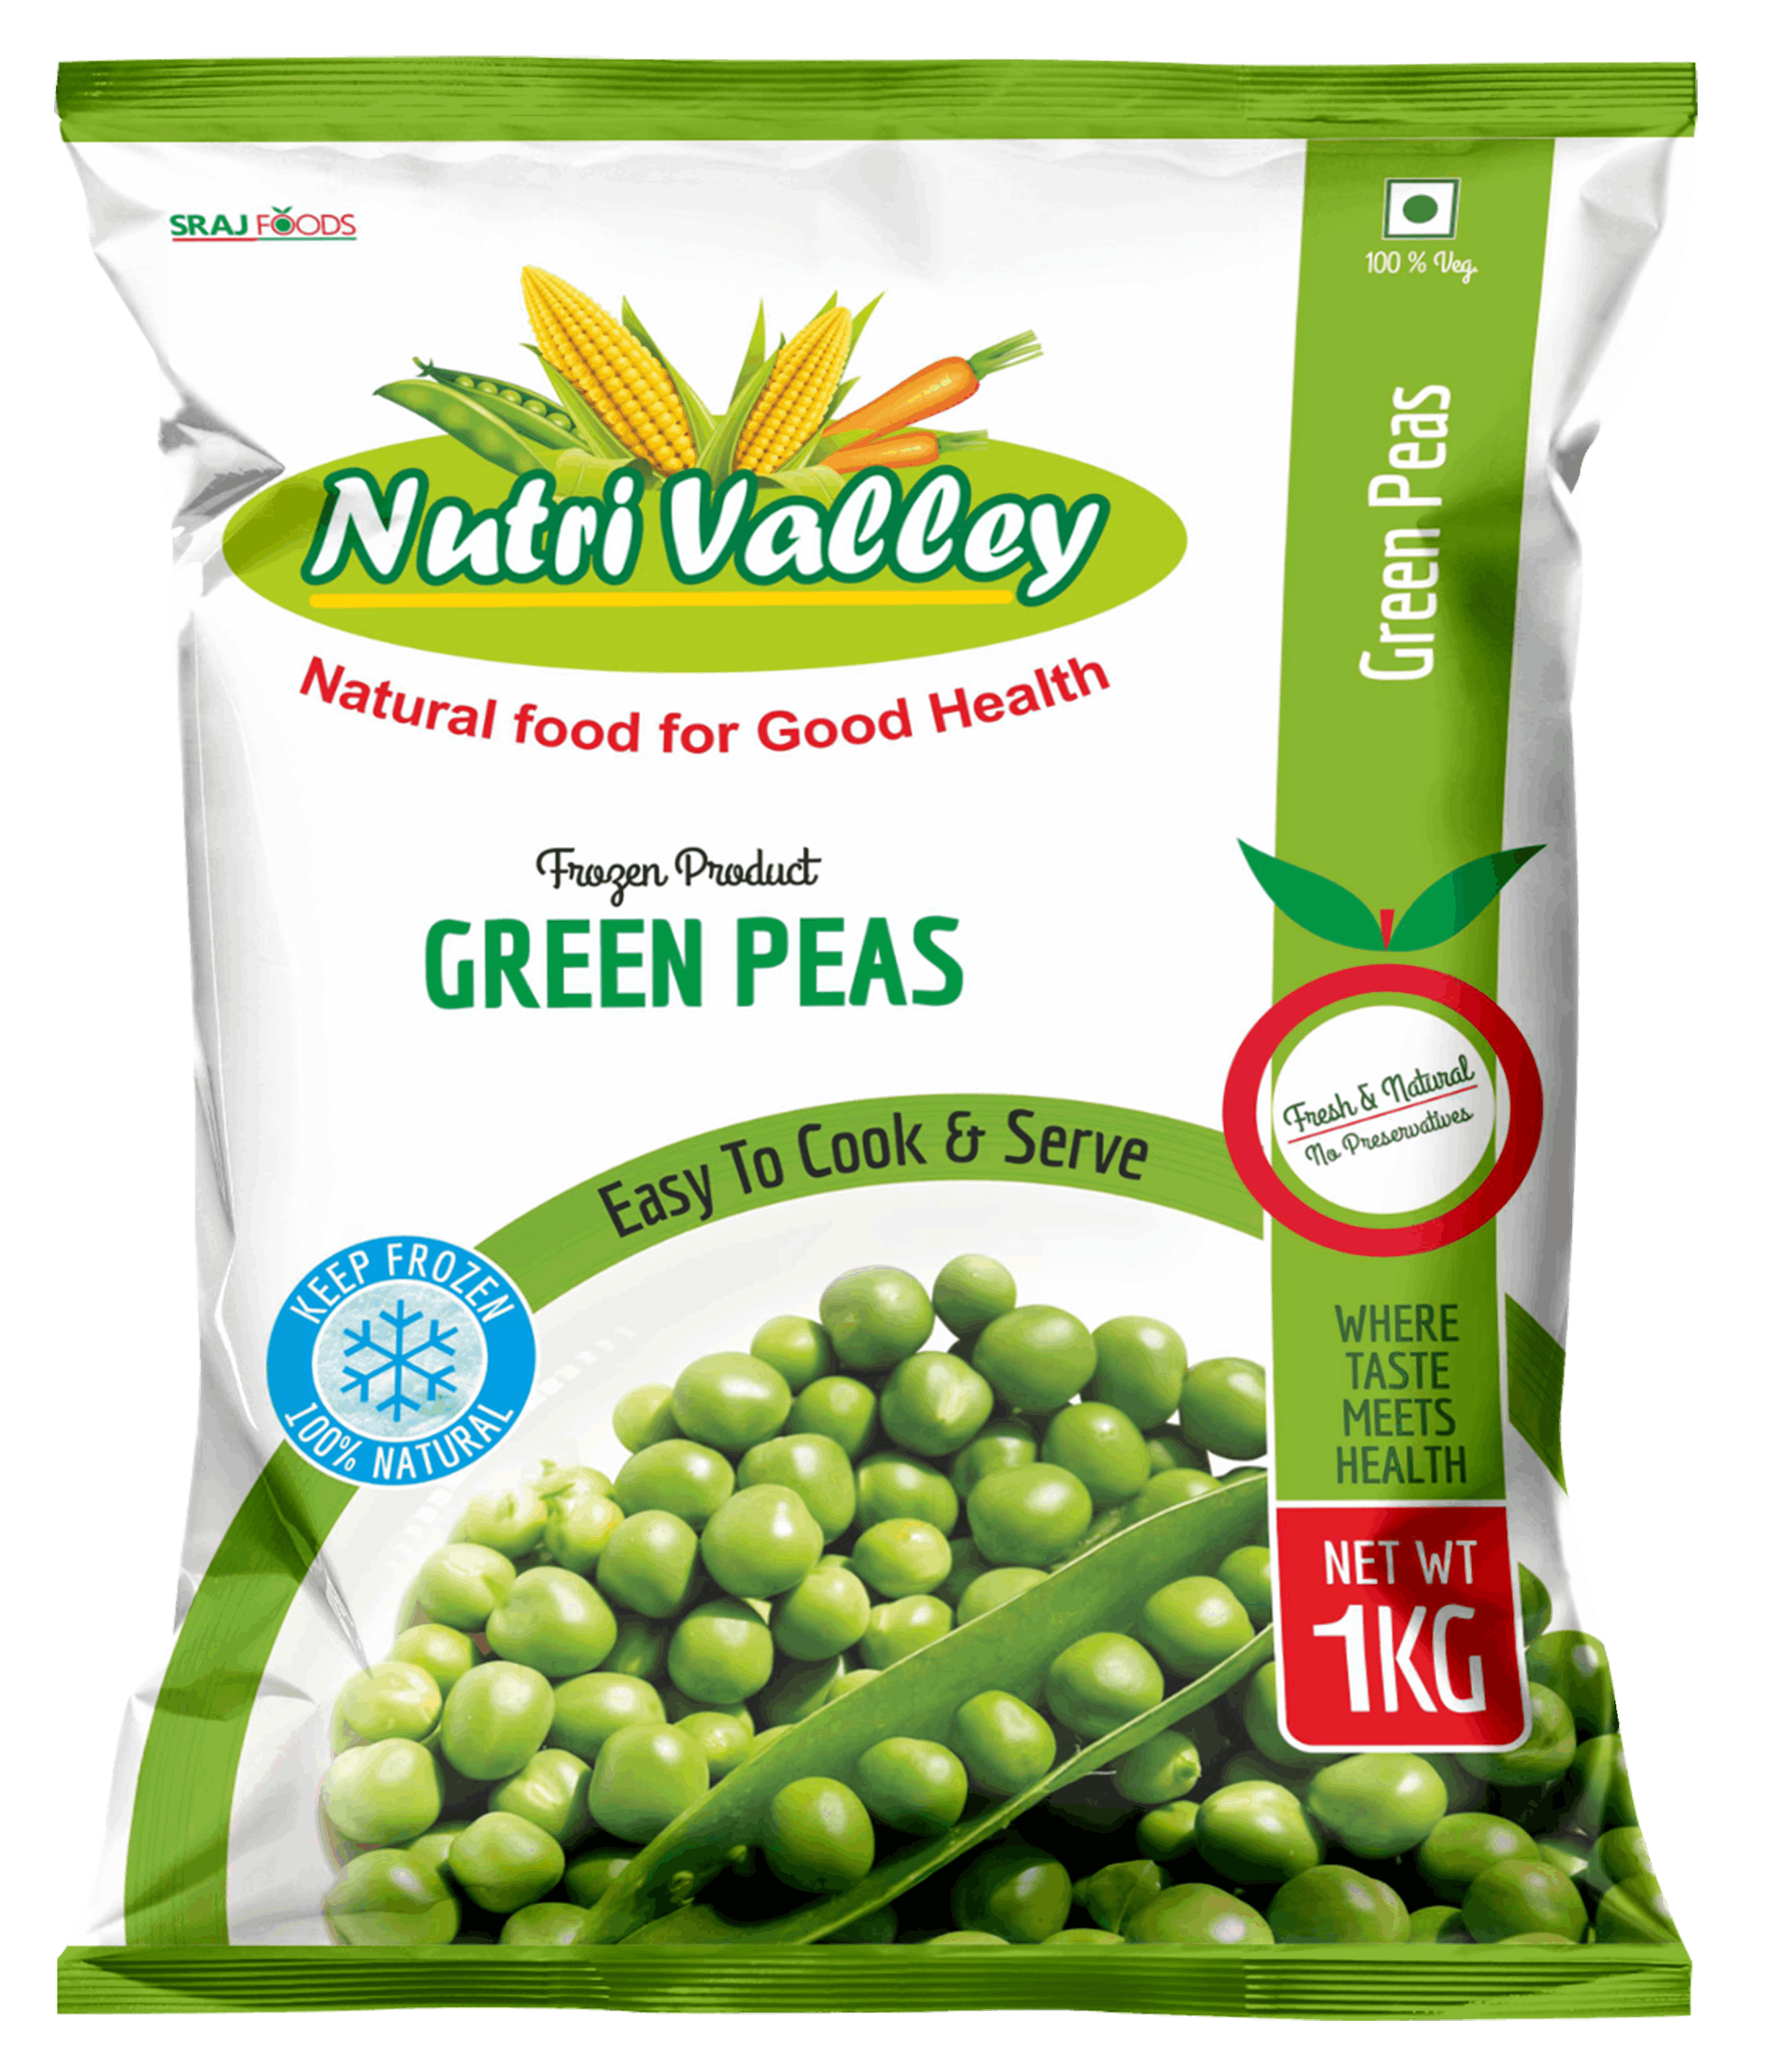 SRAJ FOODS
100 % Veg.
Nutri Valley
Natural food for Good Health
Green Peas
Frozen Product
GREEN PEAS
Fresh & Natural
No Preservatives
Easy To Cook & Serve
KEEP FROZEN
100% NATURAL
WHERE
TASTE
MEETS
HEALTH
NET WT
1KG